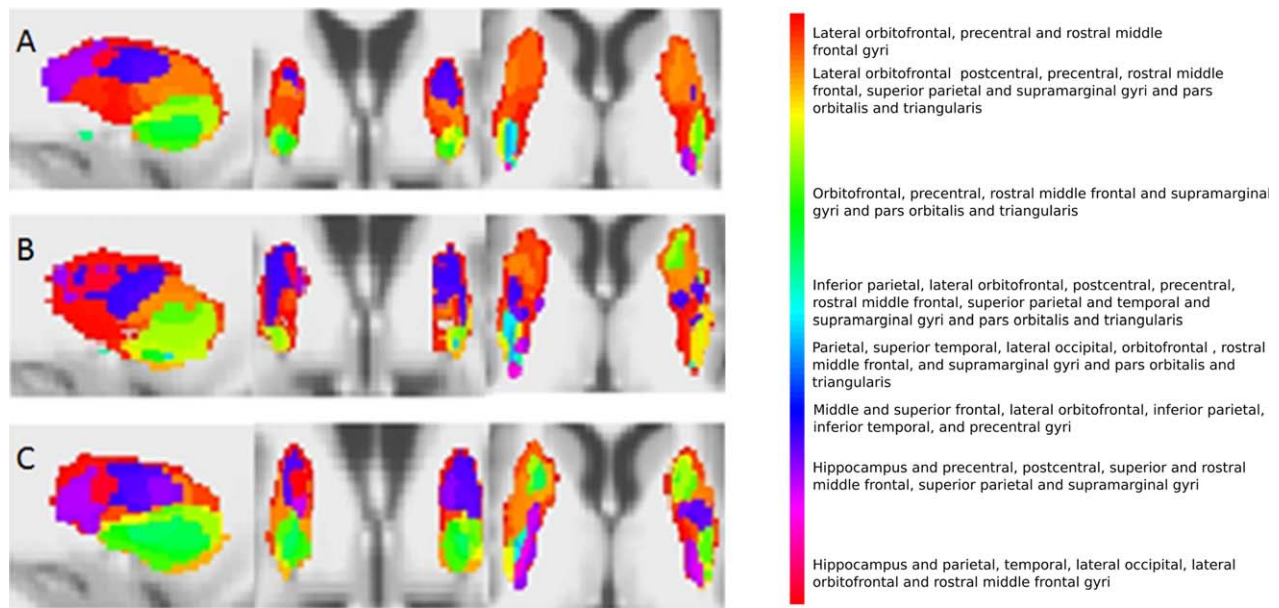 A
B
C
Lateral orbitofrontal, precentral and rostral middle
frontal gyri
Lateral orbitofrontal postcentral, precentral, rostral middle
frontal, superior parietal and supramarginal gyri and pars
orbitalis and triangularis
Orbitofrontal, precentral, rostral middle frontal and supramarginal
gyri and pars orbitalis and triangularis
Inferior parietal, lateral orbitofrontal, postcentral, precentral,
rostral middle frontal, superior parietal and temporal and
supramarginal gyri and pars orbitalis and triangularis
Parietal, superior temporal, lateral occipital, orbitofrontal , rostral
middle frontal, and supramarginal gyri and pars orbitalis and
triangularis
Middle and superior frontal, lateral orbitofrontal, inferior parietal,
inferior temporal, and precentral gyri
Hippocampus and precentral, postcentral, superior and rostral
middle frontal, superior parietal and supramarginal gyri
Hippocampus and parietal, temporal, lateral occipital, lateral
orbitofrontal and rostral middle frontal gyri